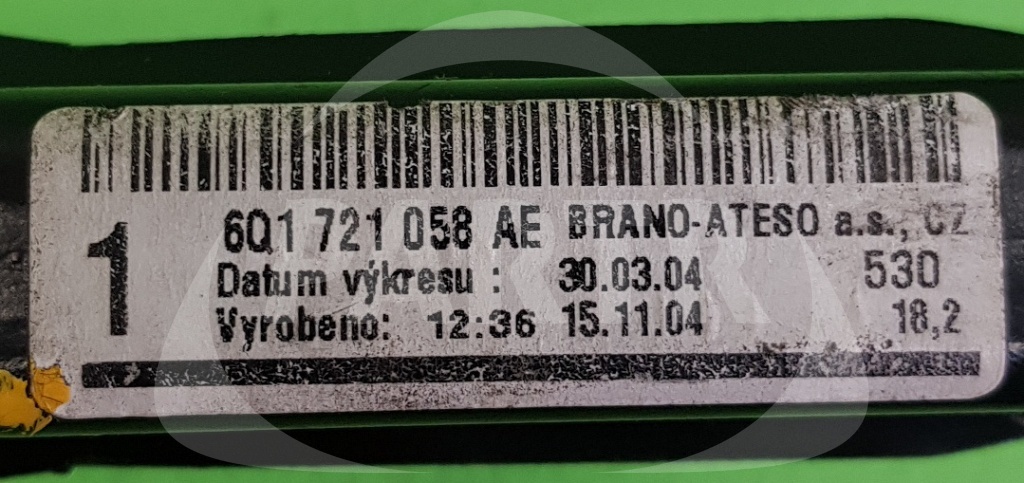 1
6Q1 721 058 AE BRANO-ATESO a.s., CZ
Datum výkresu : 30.03.04 530
Vyrobeno: 12:36 15.11.04 18,2